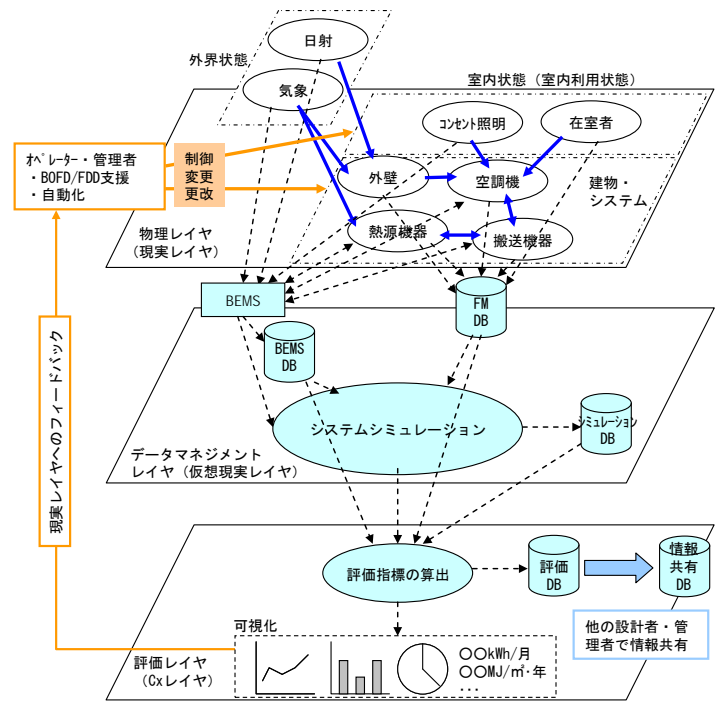 日射
外界状態
気象
室内状態（室内利用状態）
コンセント照明
在室者
オペレーター・管理者
・BOFD/FDD支援
・自動化
制御
変更
更改
外壁
空調機
建物・
システム
熱源機器
搬送機器
物理レイヤ
（現実レイヤ）
BEMS
FM
DB
BEMS
DB
現実レイヤへのフィードバック
システムシミュレーション
シミュレーション
DB
データマネジメント
レイヤ（仮想現実レイヤ）
評価指標の算出
評価
DB
情報
共有
DB
他の設計者・管
理者で情報共有
可視化
〇〇kWh/月
〇〇MJ/㎡・年
...
評価レイヤ
（Cxレイヤ）